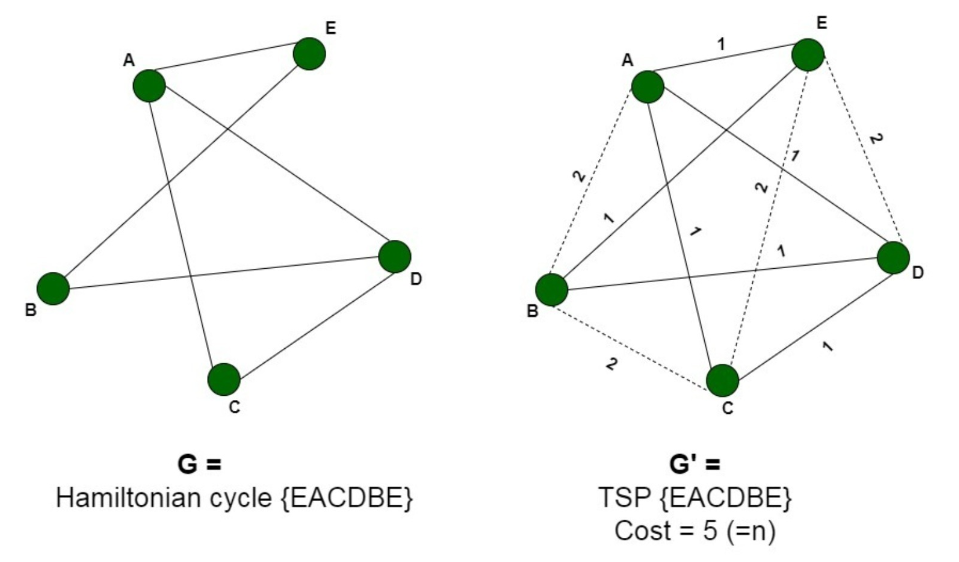 E
A
B
D
C
G =
Hamiltonian cycle {EACDBE}
E
1
A
2
1
2
2
1
1
1
D
B
2
1
C
G' =
TSP {EACDBE}
Cost = 5 (=n)